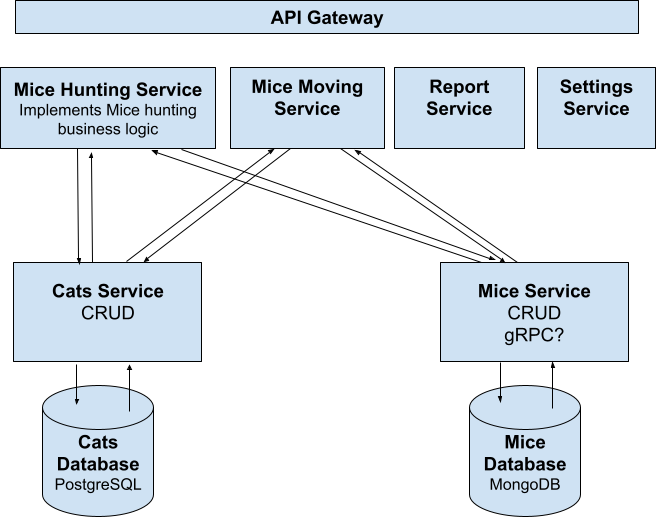 API Gateway
Mice Hunting Service
Implements Mice hunting
business logic
Mice Moving
Service
Report
Service
Settings
Service
Cats Service
CRUD
Mice Service
CRUD
gRPC?
Cats
Database
PostgreSQL
Mice
Database
MongoDB